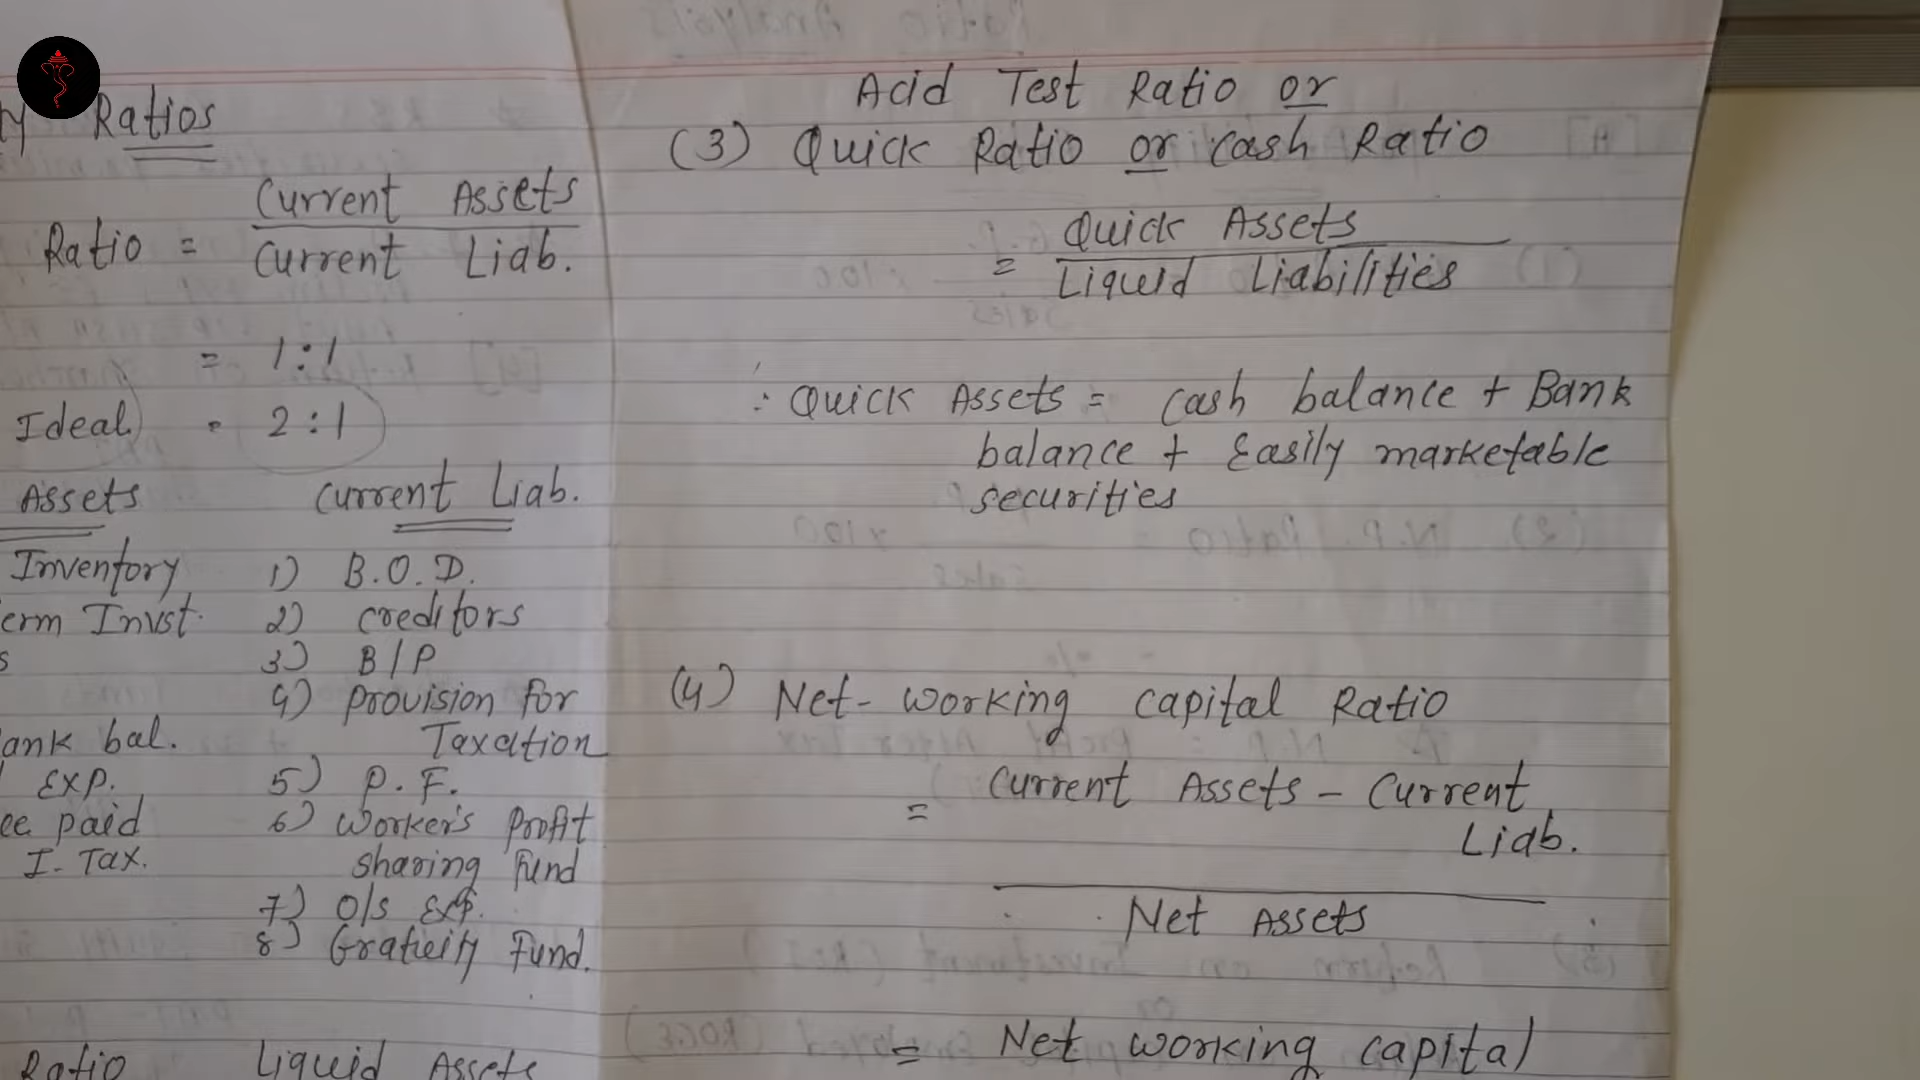 Ratios
Ratio = Current Assets
Current Liab.
= 1:1
Ideal = 2:1
Assets
Current Liab.
Inventory
Invst.
ank bal.
Exp.
paid
I. Tax.
1) B.O.D.
2) creditors
3) B/P
4) Provision for
Taxation
5) P.F.
6) Worker's Profit
sharing Fund
7) O/s Exp.
8) Gratuity Fund.
Ratio Liquid Assets
Acid Test Ratio or
(3) Quick Ratio or Cash Ratio
= Quick Assets
Liquid Liabilities
∴ Quick Assets = Cash balance + Bank
balance + Easily marketable
securities
(4) Net-Working Capital Ratio
= Current Assets - Current
Liab.
Net Assets
= Net Working Capital